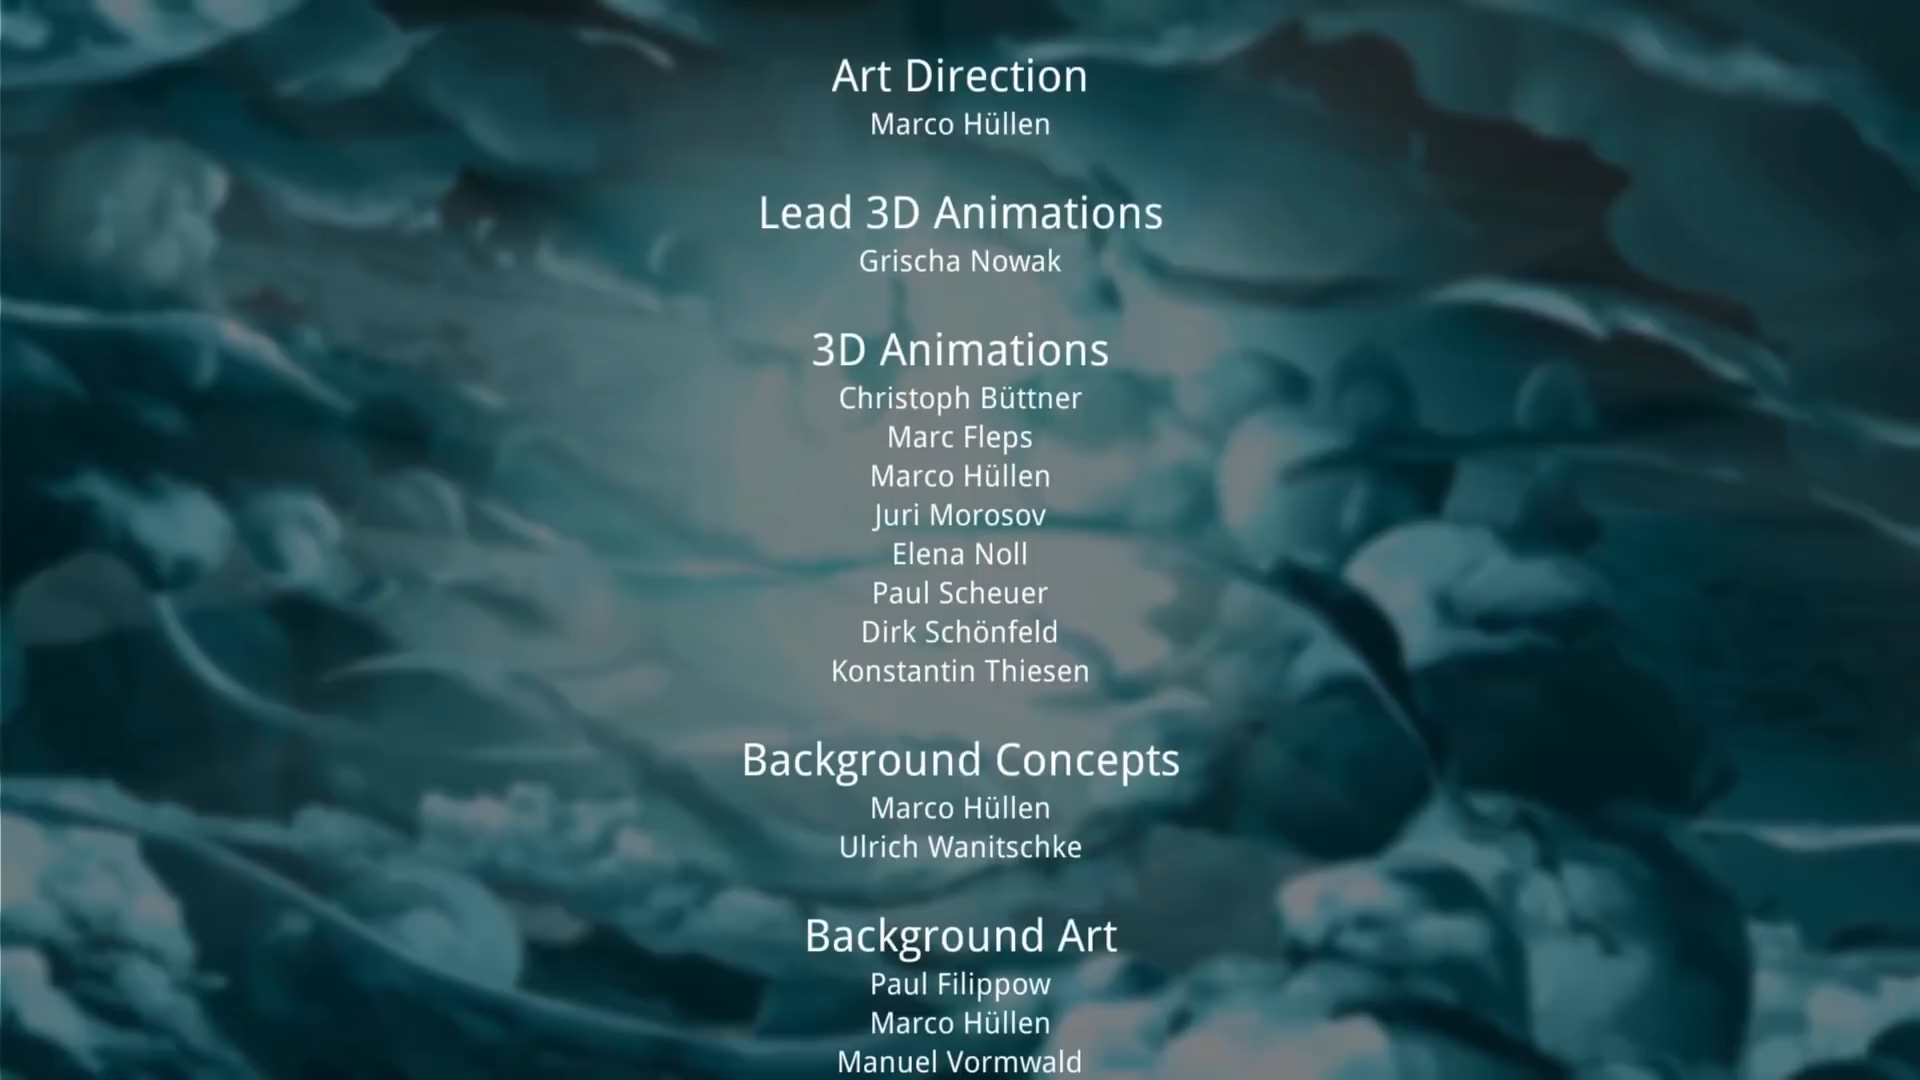 Art Direction
Marco Hüllen
Lead 3D Animations
Grischa Nowak
3D Animations
Christoph Büttner
Marc Fleps
Marco Hüllen
Juri Morosov
Elena Noll
Paul Scheuer
Dirk Schönfeld
Konstantin Thiesen
Background Concepts
Marco Hüllen
Ulrich Wanitschke
Background Art
Paul Filippow
Marco Hüllen
Manuel Vormwald